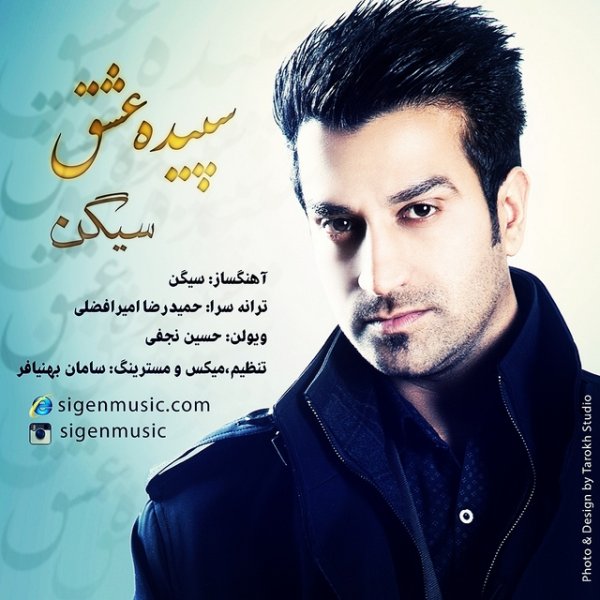 سپیده عشق
سیگن
آهنگساز: سیگن
ترانه سرا: حمیدرضا امیرافضلی
ویولن: حسین نجفی
تنظیم،میکس و مسترینگ: سامان بهنیافر
sigenmusic.com
sigenmusic
Photo & Design by Tarokh Studio